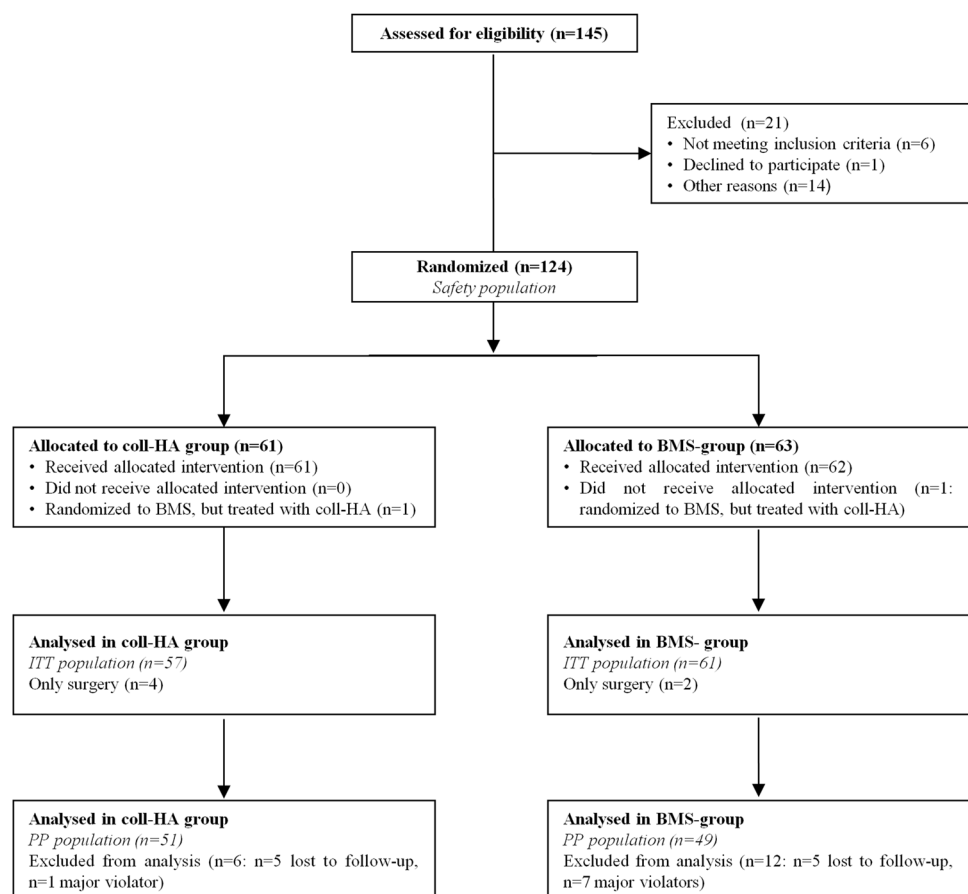 Assessed for eligibility (n=145)
Excluded (n=21)
• Not meeting inclusion criteria (n=6)
• Declined to participate (n=1)
• Other reasons (n=14)
Randomized (n=124)
Safety population
Allocated to coll-HA group (n=61)
• Received allocated intervention (n=61)
• Did not receive allocated intervention (n=0)
• Randomized to BMS, but treated with coll-HA (n=1)
Allocated to BMS-group (n=63)
• Received allocated intervention (n=62)
• Did not receive allocated intervention (n=1:
randomized to BMS, but treated with coll-HA)
Analysed in coll-HA group
ITT population (n=57)
Only surgery (n=4)
Analysed in BMS- group
ITT population (n=61)
Only surgery (n=2)
Analysed in coll-HA group
PP population (n=51)
Excluded from analysis (n=6: n=5 lost to follow-up,
n=1 major violator)
Analysed in BMS-group
PP population (n=49)
Excluded from analysis (n=12: n=5 lost to follow-up,
n=7 major violators)